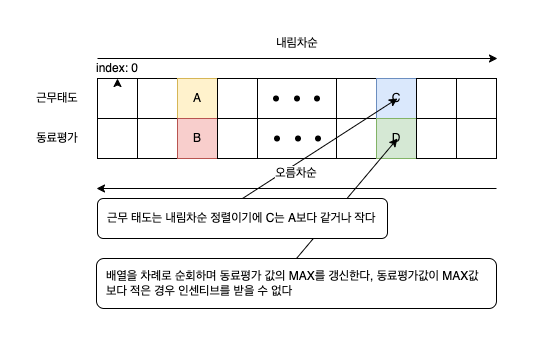 내림차순
index: 0
근무태도
A
C
동료평가
B
D
오름차순
근무 태도는 내림차순 정렬이기에 C는 A보다 같거나 작다
배열을 차례로 순회하며 동료평가 값의 MAX를 갱신한다, 동료평가값이 MAX값
보다 적은 경우 인센티브를 받을 수 없다